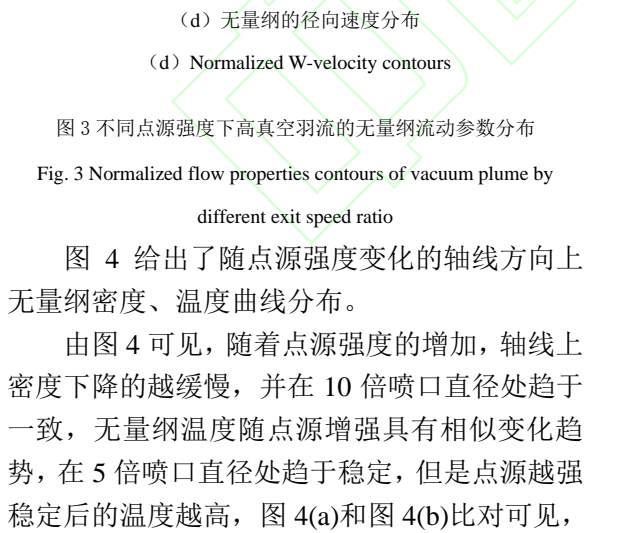 （d）无量纲的径向速度分布
（d）Normalized W-velocity contours
图 3 不同点源强度下高真空羽流的无量纲流动参数分布
Fig. 3 Normalized flow properties contours of vacuum plume by
different exit speed ratio
图 4 给出了随点源强度变化的轴线方向上
无量纲密度、温度曲线分布。
由图 4 可见，随着点源强度的增加，轴线上
密度下降的越缓慢，并在 10 倍喷口直径处趋于
一致，无量纲温度随点源增强具有相似变化趋
势，在 5 倍喷口直径处趋于稳定，但是点源越强
稳定后的温度越高，图 4(a)和图 4(b)比对可见，